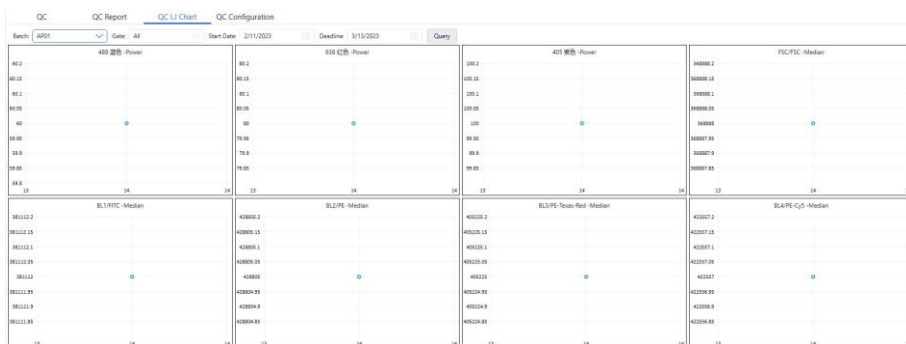 QC QC Report QC LJ Chart QC Configuration
Batch: AP01 Gate: All Start Date: 2/11/2023 Deadline: 3/13/2023 Query
488 蓝色 -Power 638 红色 -Power 405 紫色 -Power FSC/FSC -Median
60.2 80.2 100.2 368888.2
60.15 80.15 100.15 368888.15
60.1 80.1 100.1 368888.1
60.05 80.05 100.05 368888.05
60 80 100 368888
59.95 79.95 99.95 368887.95
59.9 79.9 99.9 368887.9
59.85 79.85 99.85 368887.85
59.8
13 14 14 13 14 14 13 14 14 13 14
BL1/FITC -Median BL2/PE -Median BL3/PE-Texas-Red -Median BL4/PE-Cy5 -Median
381112.2 428805.2 405225.2 422557.2
381112.15 428805.15 405225.15 422557.15
381112.1 428805.1 405225.1 422557.1
381112.05 428805.05 405225.05 422557.05
381112 428805 405225 422557
381111.95 428804.95 405224.95 422556.95
381111.9 428804.9 405224.9 422556.9
381111.85 428804.85 405224.85 422556.85